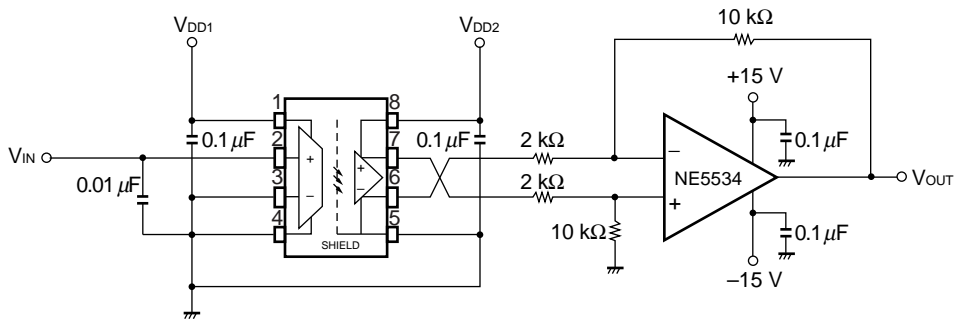 10 kΩ
VDD1
VDD2
+15 V
1
8
0.1 μF
2
7
0.1 μF
2 kΩ
0.1 μF
VIN
+
+
−
−
NE5534
VOUT
0.01 μF
3
−
6
2 kΩ
+
4
5
10 kΩ
0.1 μF
SHIELD
−15 V